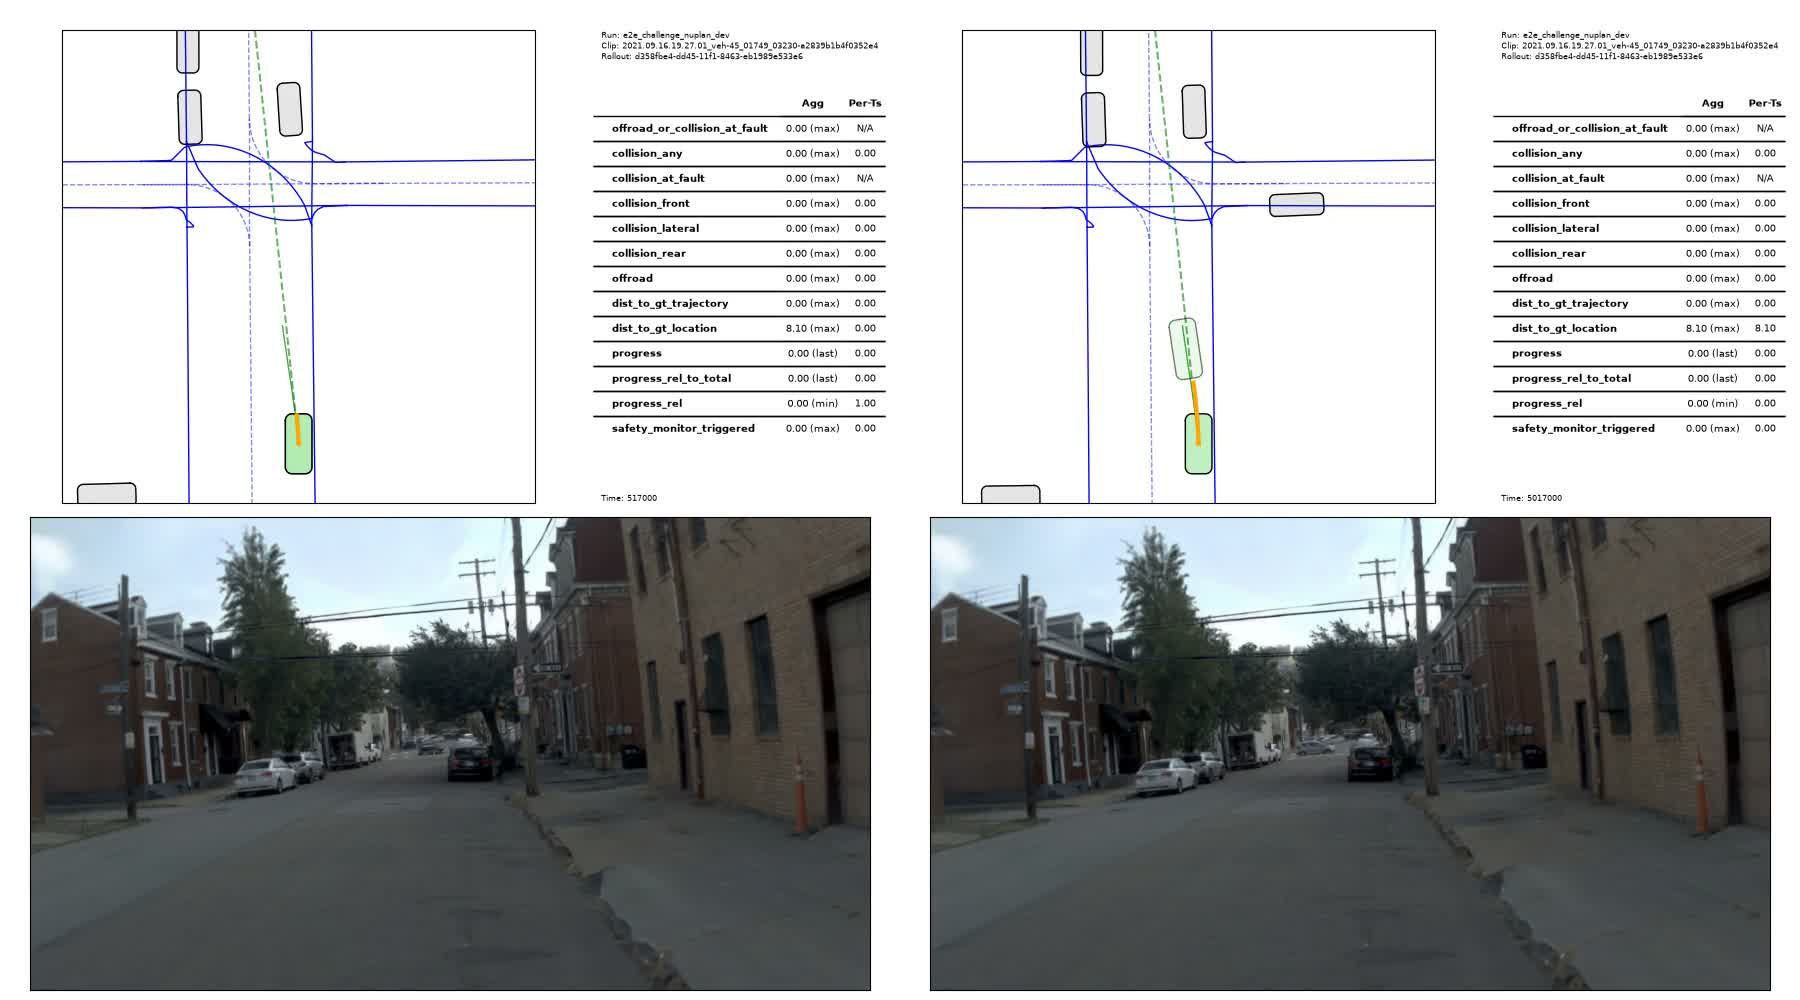 Run: e2e_challenge_nuplan_dev
Clip: 2021.09.16.19.27.01_veh-45_01749_03230-a2839b1b4f0352e4
Rollout: d358fbe4-dd45-11f1-8463-eb1989e533e6
Agg Per-Ts
offroad_or_collision_at_fault 0.00 (max) N/A
collision_any 0.00 (max) 0.00
collision_at_fault 0.00 (max) N/A
collision_front 0.00 (max) 0.00
collision_lateral 0.00 (max) 0.00
collision_rear 0.00 (max) 0.00
offroad 0.00 (max) 0.00
dist_to_gt_trajectory 0.00 (max) 0.00
dist_to_gt_location 8.10 (max) 0.00
progress 0.00 (last) 0.00
progress_rel_to_total 0.00 (last) 0.00
progress_rel 0.00 (min) 1.00
safety_monitor_triggered 0.00 (max) 0.00
Time: 517000
Run: e2e_challenge_nuplan_dev
Clip: 2021.09.16.19.27.01_veh-45_01749_03230-a2839b1b4f0352e4
Rollout: d358fbe4-dd45-11f1-8463-eb1989e533e6
Agg Per-Ts
offroad_or_collision_at_fault 0.00 (max) N/A
collision_any 0.00 (max) 0.00
collision_at_fault 0.00 (max) N/A
collision_front 0.00 (max) 0.00
collision_lateral 0.00 (max) 0.00
collision_rear 0.00 (max) 0.00
offroad 0.00 (max) 0.00
dist_to_gt_trajectory 0.00 (max) 0.00
dist_to_gt_location 8.10 (max) 8.10
progress 0.00 (last) 0.00
progress_rel_to_total 0.00 (last) 0.00
progress_rel 0.00 (min) 0.00
safety_monitor_triggered 0.00 (max) 0.00
Time: 5017000